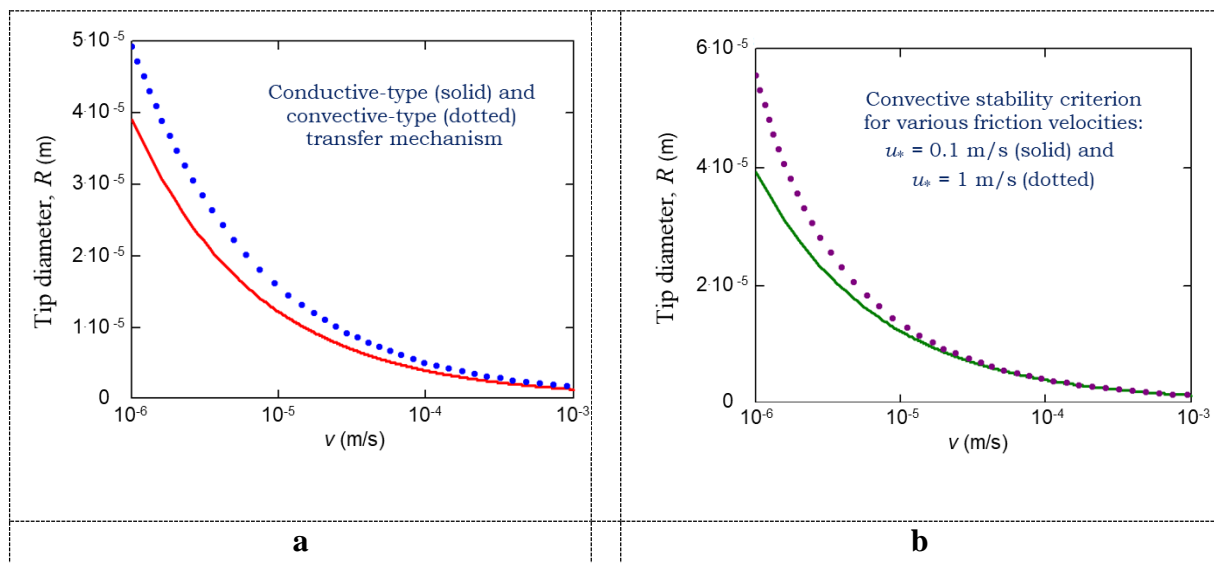 5·10⁻⁵
4·10⁻⁵
3·10⁻⁵
2·10⁻⁵
1·10⁻⁵
0
Tip diameter, R (m)
Conductive-type (solid) and
convective-type (dotted)
transfer mechanism
10⁻⁶ 10⁻⁵ 10⁻⁴ 10⁻³
v (m/s)
a
6·10⁻⁵
4·10⁻⁵
2·10⁻⁵
0
Tip diameter, R (m)
Convective stability criterion
for various friction velocities:
u* = 0.1 m/s (solid) and
u* = 1 m/s (dotted)
10⁻⁶ 10⁻⁵ 10⁻⁴ 10⁻³
v (m/s)
b